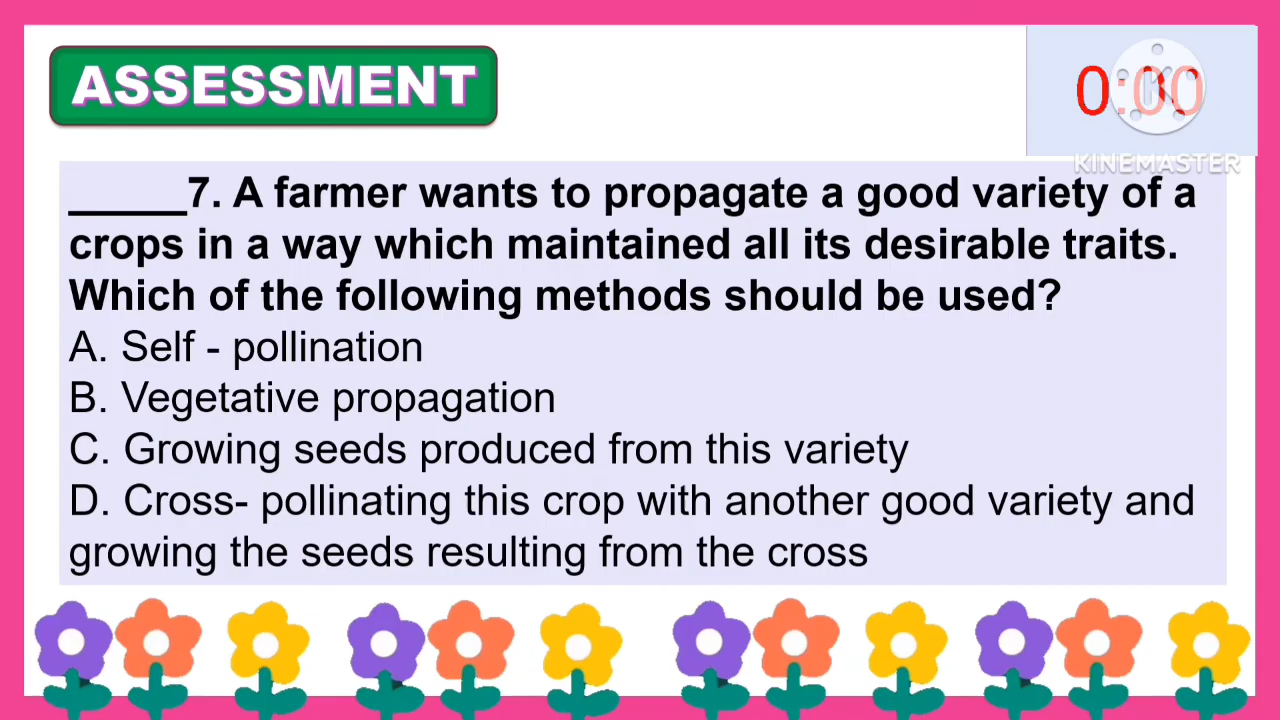 ASSESSMENT
0:00
KINEMASTER
_____7. A farmer wants to propagate a good variety of a
crops in a way which maintained all its desirable traits.
Which of the following methods should be used?
A. Self - pollination
B. Vegetative propagation
C. Growing seeds produced from this variety
D. Cross- pollinating this crop with another good variety and
growing the seeds resulting from the cross